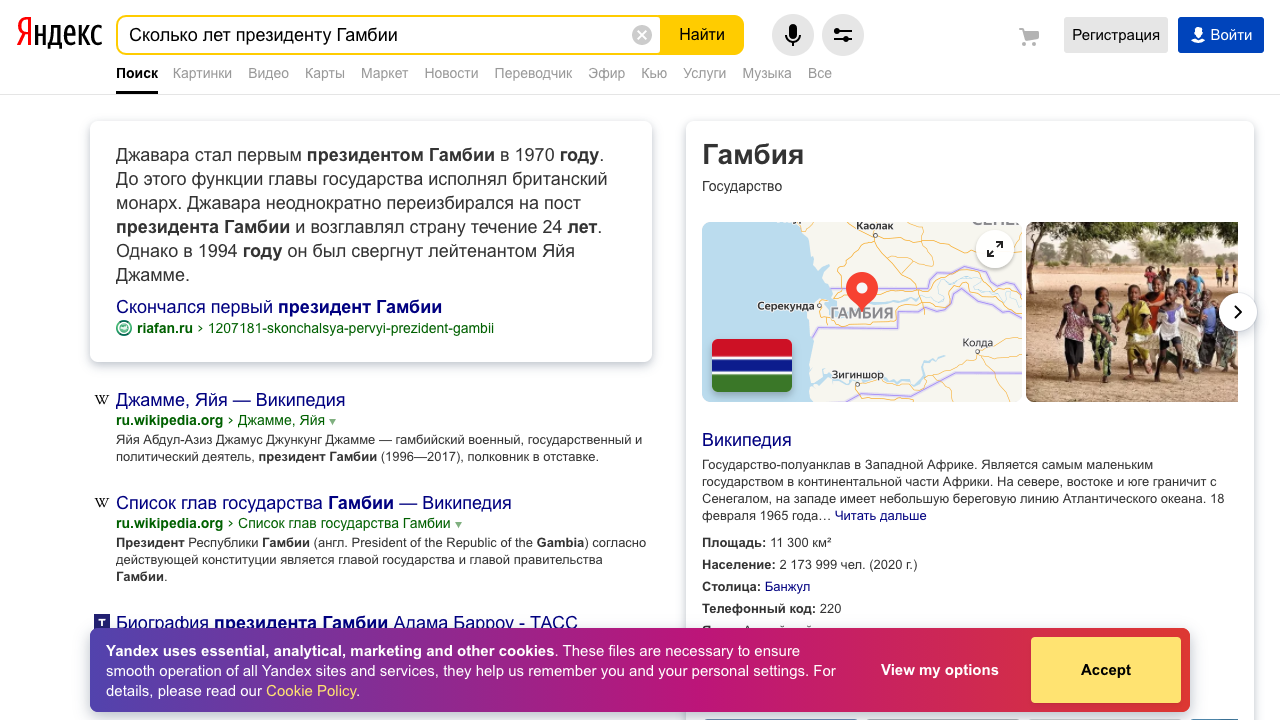 Яндекс
Сколько лет президенту Гамбии
Найти
Регистрация
Войти
Поиск Картинки Видео Карты Маркет Новости Переводчик Эфир Кью Услуги Музыка Все
Джавара стал первым президентом Гамбии в 1970 году.
До этого функции главы государства исполнял британский
монарх. Джавара неоднократно переизбирался на пост
президента Гамбии и возглавлял страну течение 24 лет.
Однако в 1994 году он был свергнут лейтенантом Яйя
Джамме.
Скончался первый президент Гамбии
riafan.ru › 1207181-skonchalsya-pervyi-prezident-gambii
W Джамме, Яйя — Википедия
ru.wikipedia.org › Джамме, Яйя
Яйя Абдул-Азиз Джамус Джункунг Джамме — гамбийский военный, государственный и
политический деятель, президент Гамбии (1996—2017), полковник в отставке.
W Список глав государства Гамбии — Википедия
ru.wikipedia.org › Список глав государства Гамбии
Президент Республики Гамбии (англ. President of the Republic of the Gambia) согласно
действующей конституции является главой государства и главой правительства
Гамбии.
Т Биография президента Гамбии Адама Барроу - ТАСС
Гамбия
Государство
Каолак
Серекунда
ГАМБИЯ
Колда
Зигиншор
Википедия
Государство-полуанклав в Западной Африке. Является самым маленьким
государством в континентальной части Африки. На севере, востоке и юге граничит с
Сенегалом, на западе имеет небольшую береговую линию Атлантического океана. 18
февраля 1965 года… Читать дальше
Площадь: 11 300 км²
Население: 2 173 999 чел. (2020 г.)
Столица: Банжул
Телефонный код: 220
Yandex uses essential, analytical, marketing and other cookies. These files are necessary to ensure
smooth operation of all Yandex sites and services, they help us remember you and your personal settings. For
details, please read our Cookie Policy.
View my options
Accept